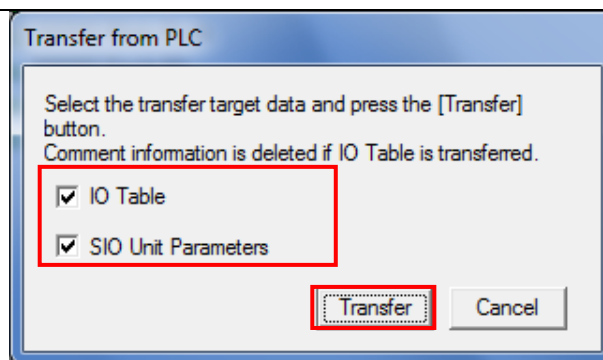 Transfer from PLC
Select the transfer target data and press the [Transfer]
button.
Comment information is deleted if IO Table is transferred.
IO Table
SIO Unit Parameters
Transfer
Cancel